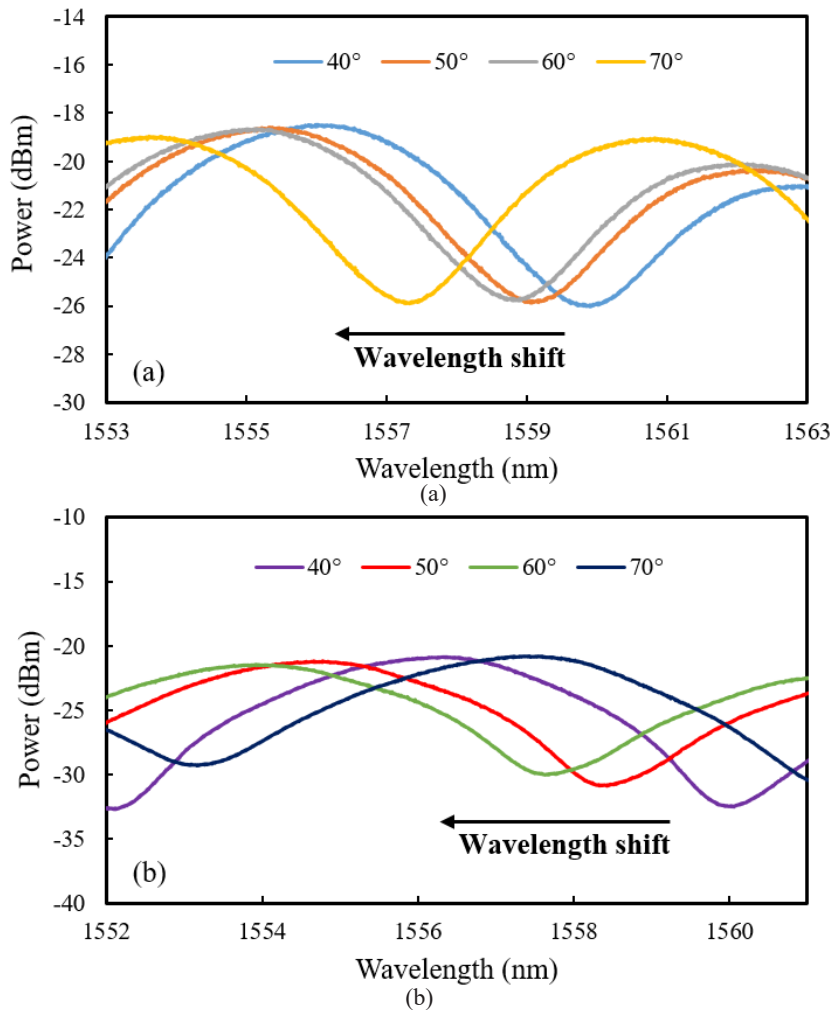 -14
-16
-18
-20
-22
-24
-26
-28
-30
Power (dBm)
40° 50° 60° 70°
Wavelength shift
(a)
1553 1555 1557 1559 1561 1563
Wavelength (nm)
(a)
-10
-15
-20
-25
-30
-35
-40
Power (dBm)
40° 50° 60° 70°
Wavelength shift
(b)
1552 1554 1556 1558 1560
Wavelength (nm)
(b)